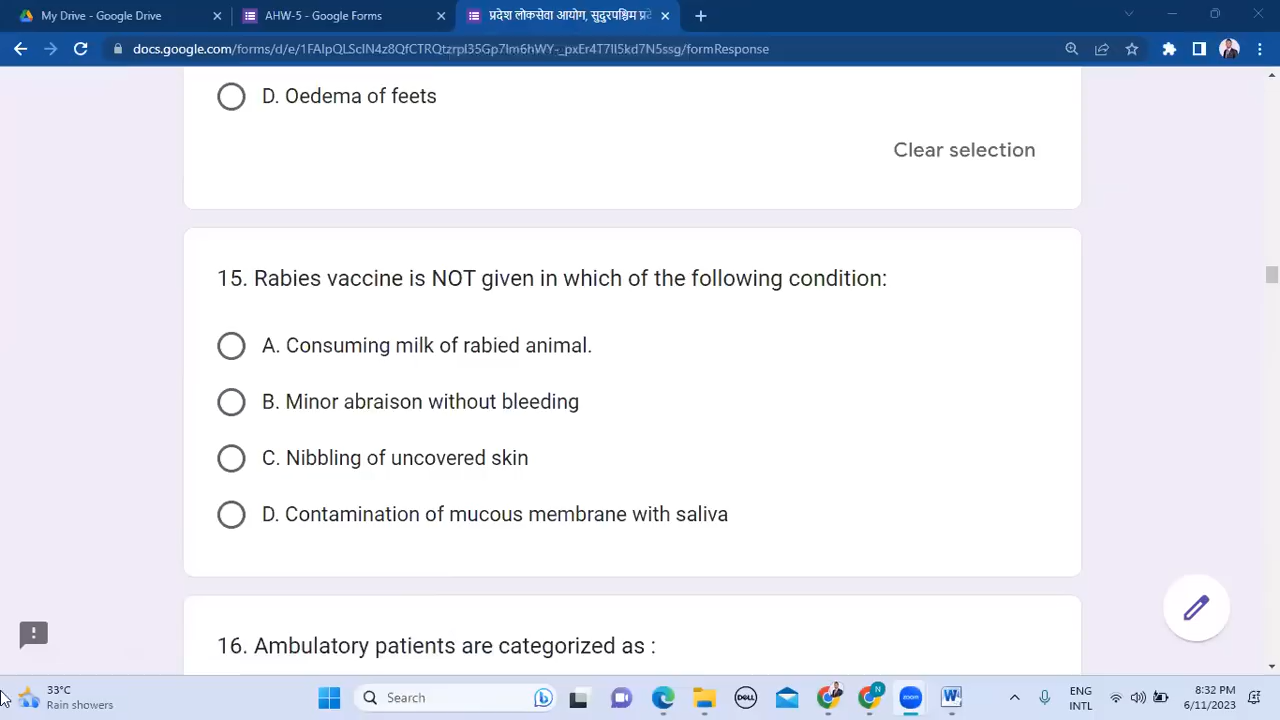 My Drive - Google Drive
AHW-5 - Google Forms
प्रदेश लोकसेवा आयोग, सुदुरपश्चिम प्रदे
docs.google.com/forms/d/e/1FAIpQLSclN4z8QfCTRQtzrpl35Gp7Im6hWY-_pxEr4T7Il5kd7N5ssg/formResponse
D. Oedema of feets
Clear selection
15. Rabies vaccine is NOT given in which of the following condition:
A. Consuming milk of rabied animal.
B. Minor abraison without bleeding
C. Nibbling of uncovered skin
D. Contamination of mucous membrane with saliva
16. Ambulatory patients are categorized as :
33°C
Rain showers
Search
DELL
N
ENG
INTL
8:32 PM
6/11/2023